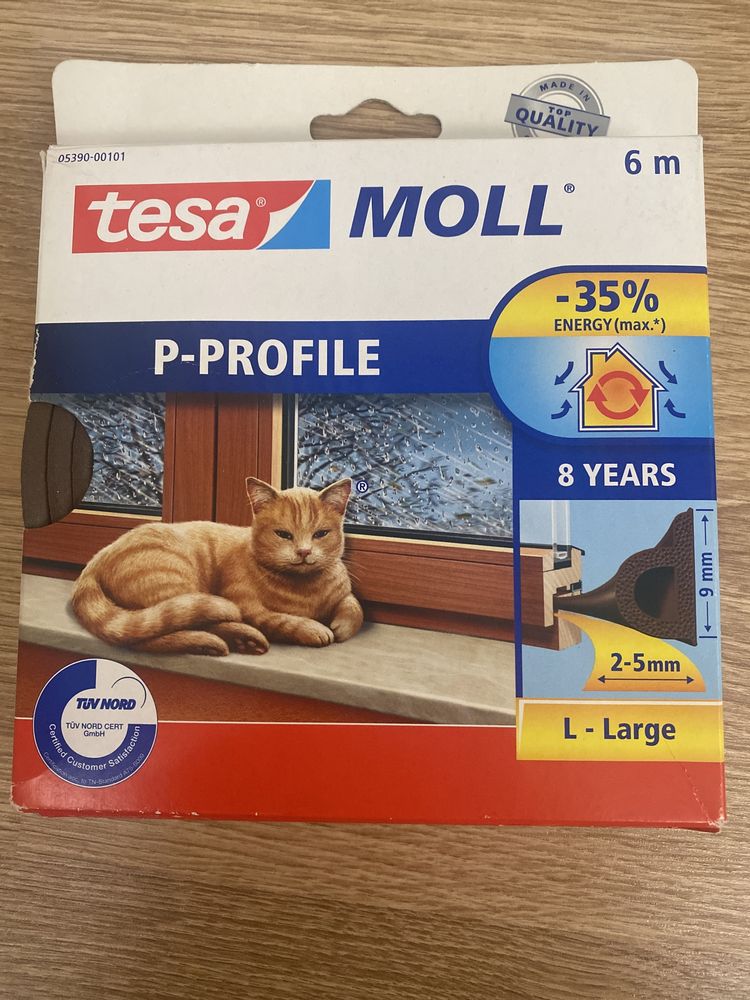 MADE IN
TOP
QUALITY
05390-00101
6 m
tesa® MOLL®
-35%
ENERGY (max.*)
P-PROFILE
8 YEARS
®
9 mm
2-5mm
L - Large
TÜV NORD
TÜV NORD CERT
GmbH
Certified Customer Satisfaction